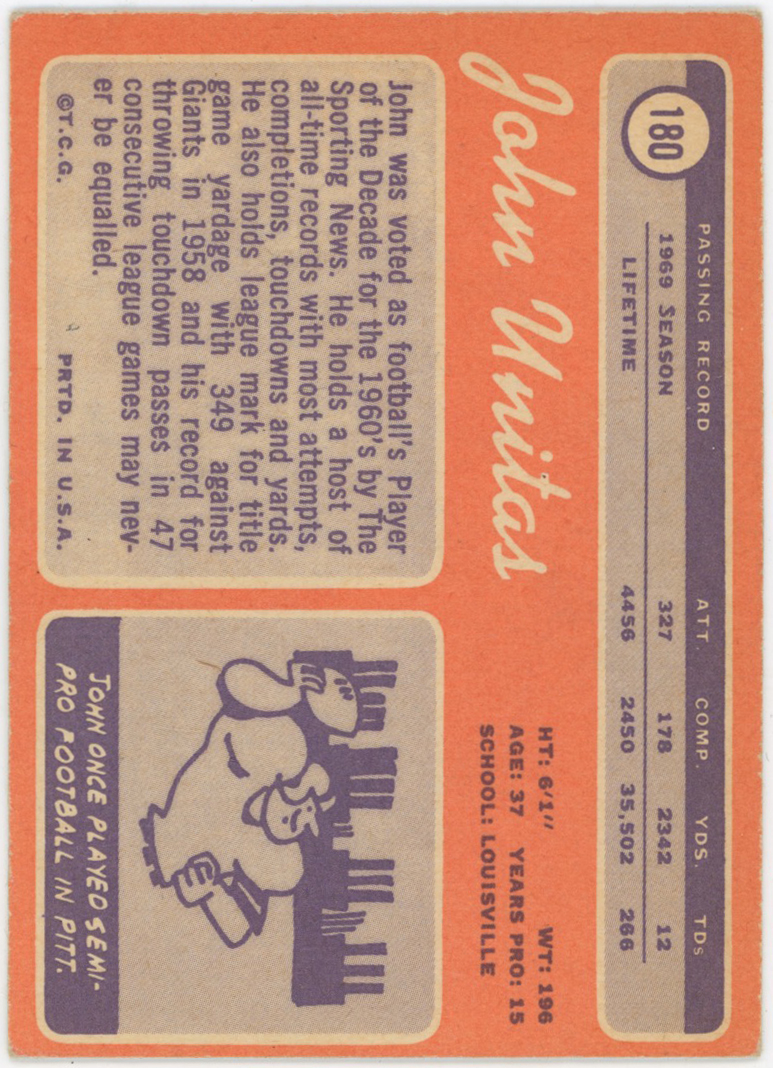 180
PASSING RECORD ATT. COMP. YDS. TDs
1969 SEASON 327 178 2342 12
LIFETIME 4456 2450 35,502 266
John Unitas
HT: 6'1'' WT: 196
AGE: 37 YEARS PRO: 15
SCHOOL: LOUISVILLE
John was voted as football's Player
of the Decade for the 1960's by The
Sporting News. He holds a host of
all-time records with most attempts,
completions, touchdowns and yards.
He also holds league mark for title
game yardage with 349 against
Giants in 1958 and his record for
throwing touchdown passes in 47
consecutive league games may nev-
er be equalled.
©T.C.G. PRTD. IN U.S.A.
JOHN ONCE PLAYED SEMI-
PRO FOOTBALL IN PITT.